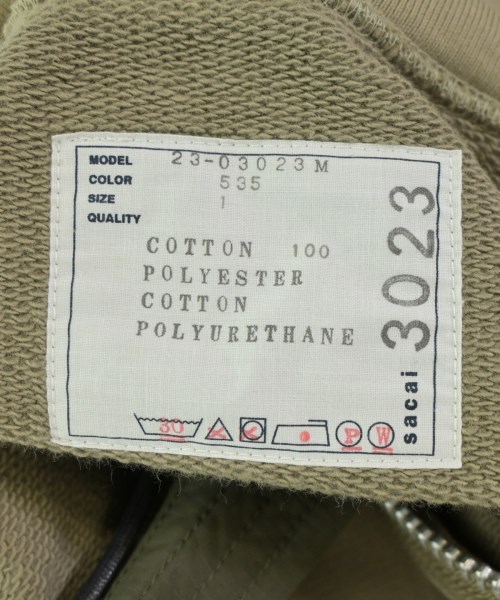 MODEL 23-03023M
COLOR 535
SIZE 1
QUALITY
COTTON 100
POLYESTER
COTTON
POLYURETHANE
30 P W
sacai 3023